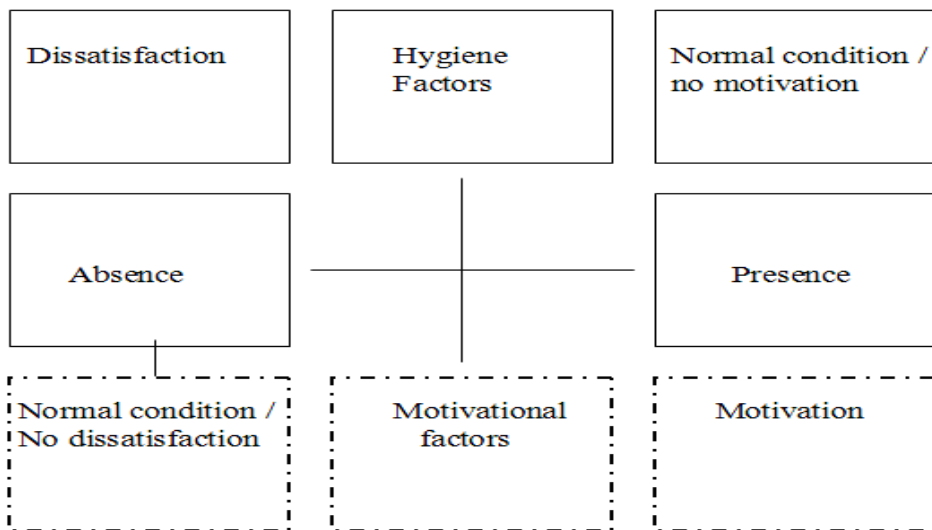 Dissatisfaction
Hygiene
Factors
Normal condition /
no motivation
Absence
Presence
Normal condition /
No dissatisfaction
Motivational
factors
Motivation